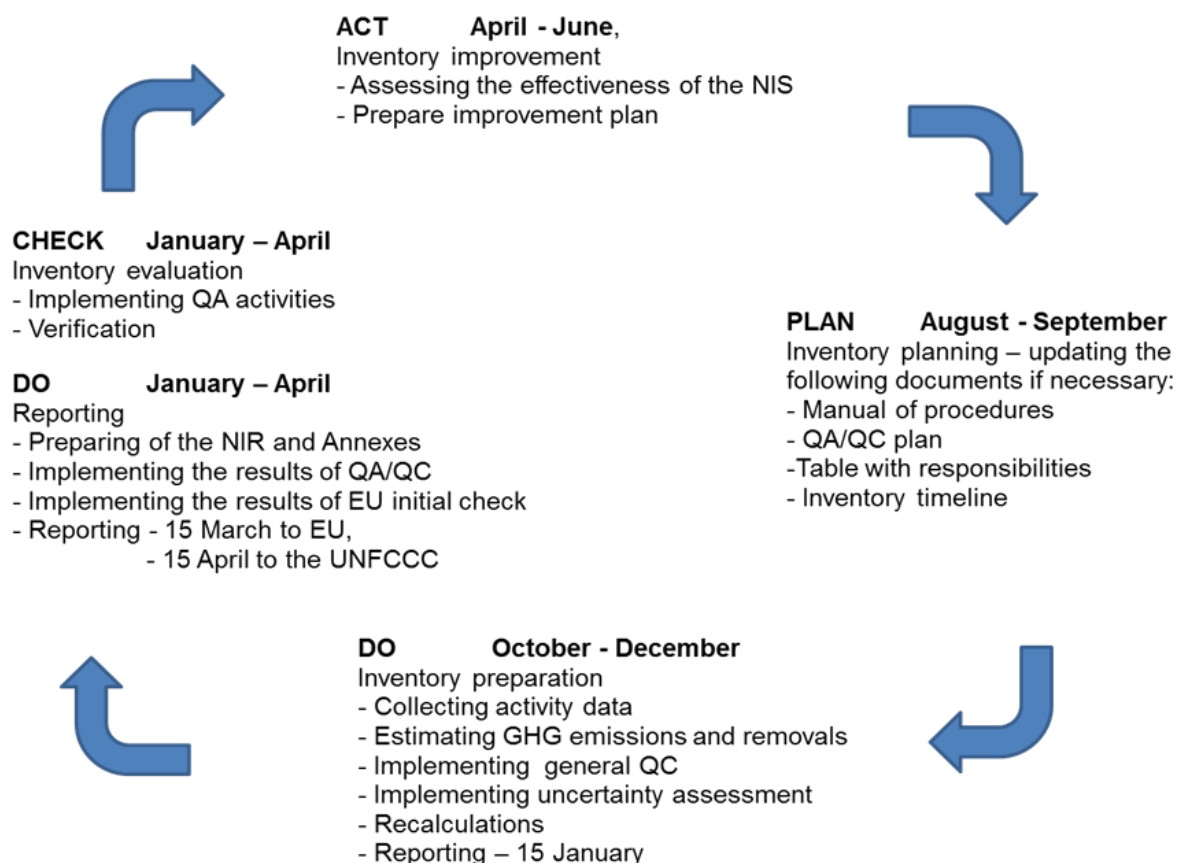 ACT April - June,
Inventory improvement
- Assessing the effectiveness of the NIS
- Prepare improvement plan
CHECK January – April
Inventory evaluation
- Implementing QA activities
- Verification
DO January – April
Reporting
- Preparing of the NIR and Annexes
- Implementing the results of QA/QC
- Implementing the results of EU initial check
- Reporting - 15 March to EU,
- 15 April to the UNFCCC
PLAN August - September
Inventory planning – updating the
following documents if necessary:
- Manual of procedures
- QA/QC plan
-Table with responsibilities
- Inventory timeline
DO October - December
Inventory preparation
- Collecting activity data
- Estimating GHG emissions and removals
- Implementing general QC
- Implementing uncertainty assessment
- Recalculations
- Reporting – 15 January